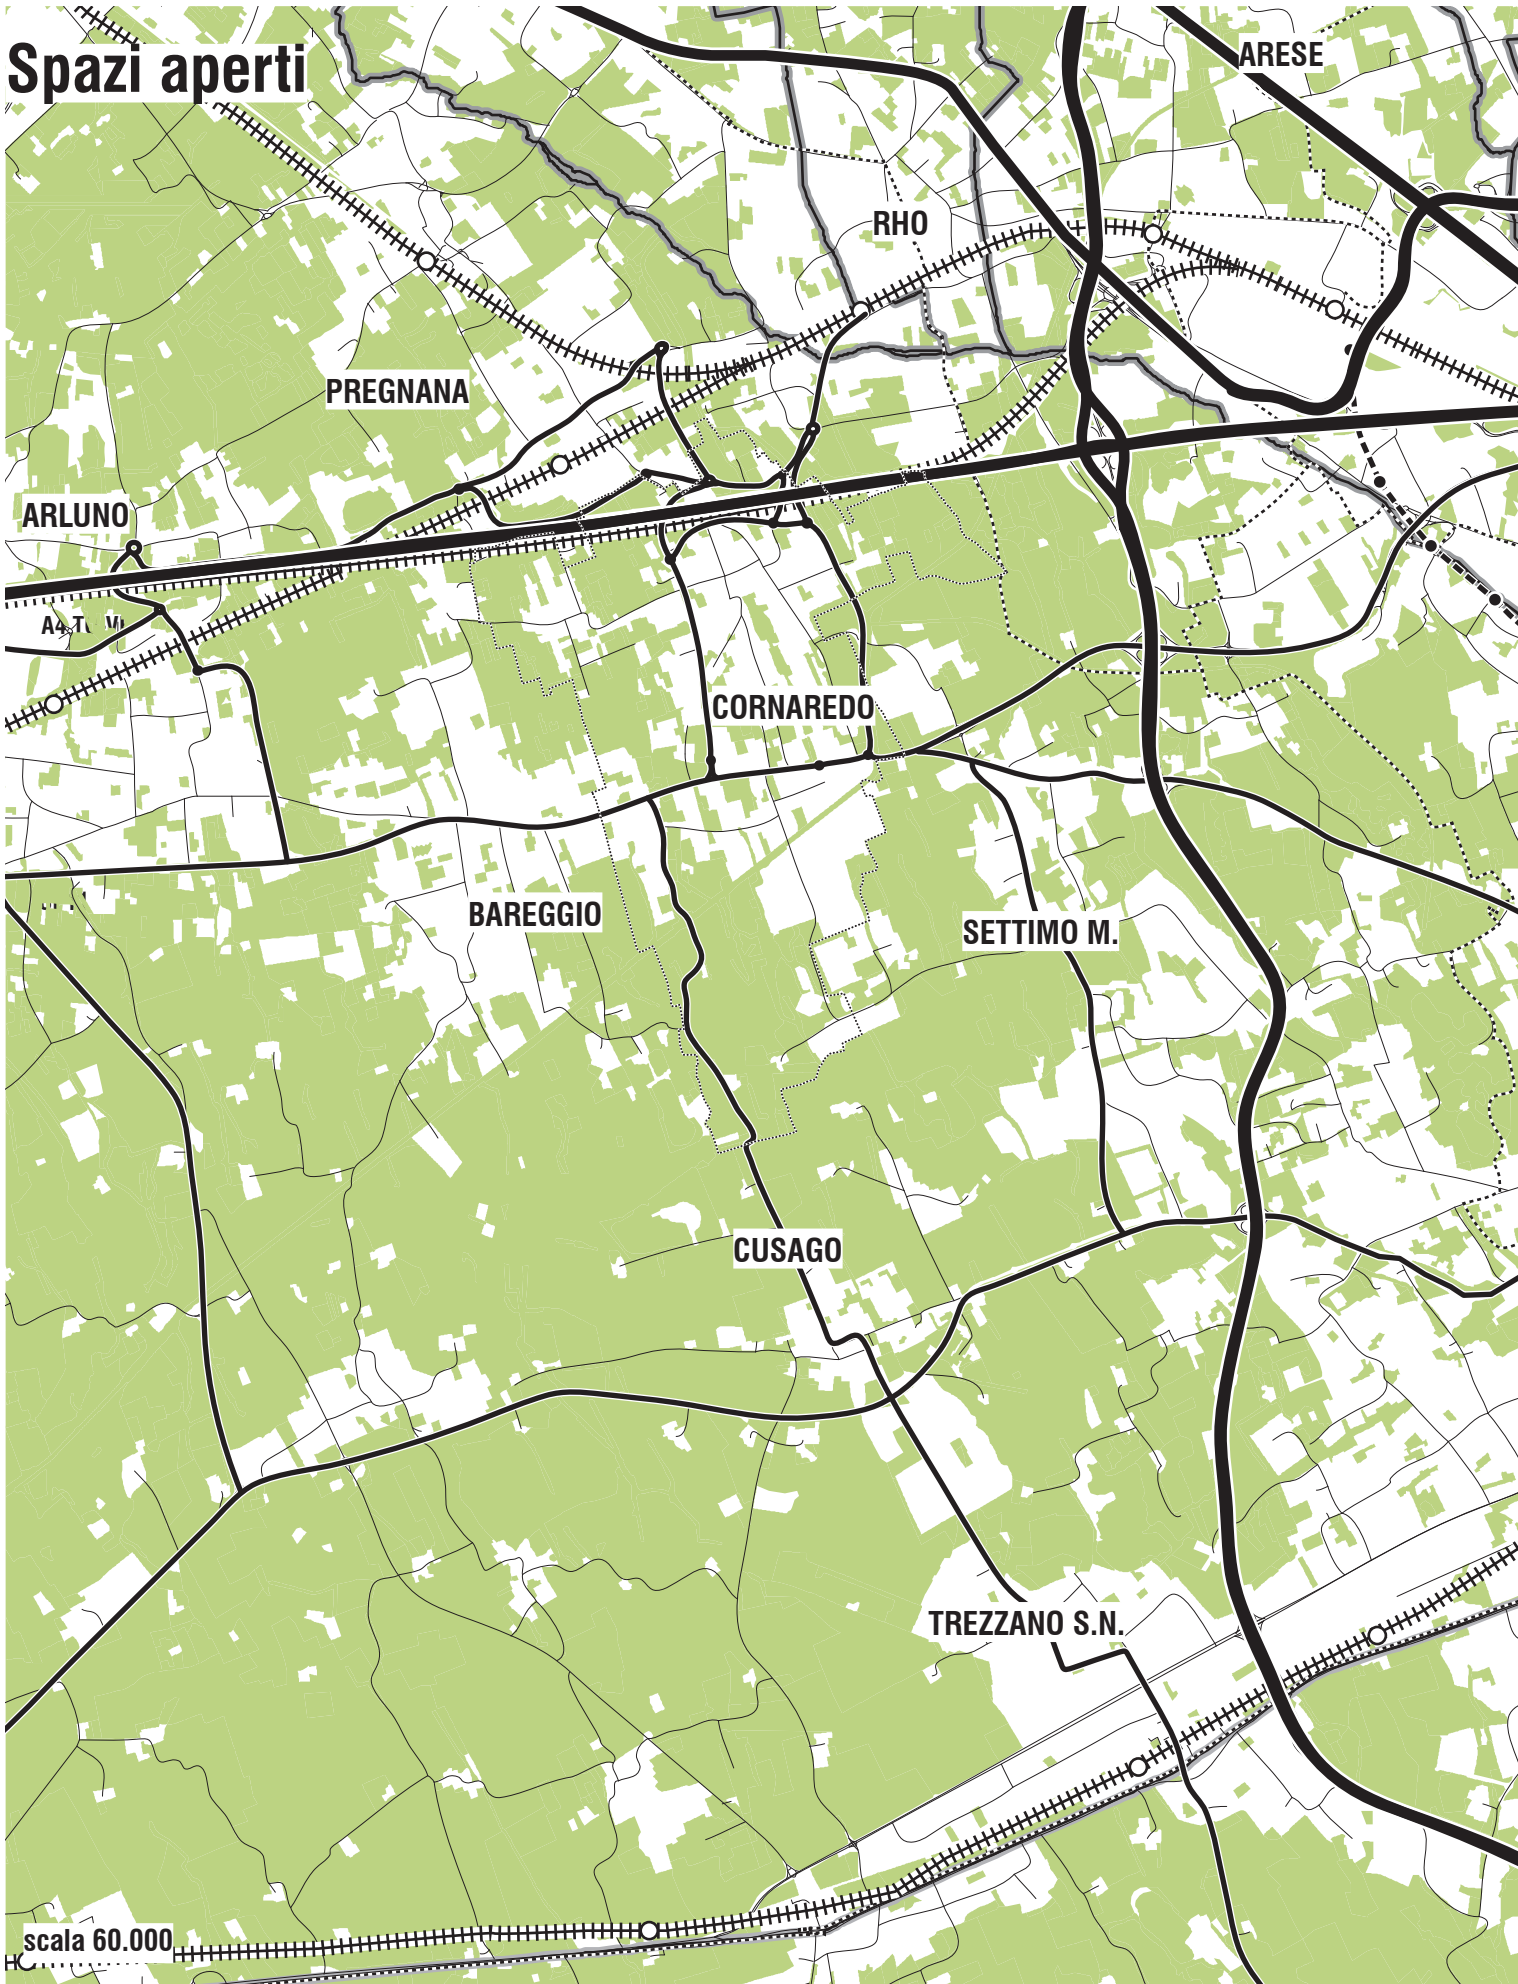 Spazi aperti
ARESE
RHO
PREGNANA
ARLUNO
CORNAREDO
BAREGGIO
SETTIMO M.
CUSAGO
TREZZANO S.N.
scala 60.000